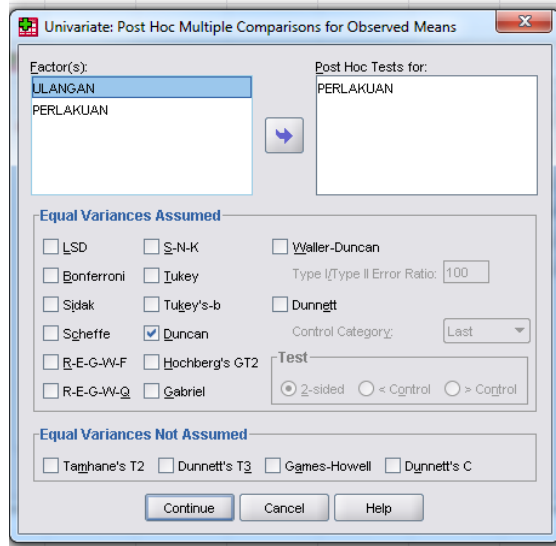 Univariate: Post Hoc Multiple Comparisons for Observed Means
Factor(s):
ULANGAN
PERLAKUAN
Post Hoc Tests for:
PERLAKUAN
Equal Variances Assumed
LSD S-N-K Waller-Duncan
Type I/Type II Error Ratio: 100
Bonferroni Tukey
Sidak Tukey's-b Dunnett
Control Category: Last
Scheffe Duncan
R-E-G-W-F Hochberg's GT2
Test
R-E-G-W-Q Gabriel
2-sided < Control > Control
Equal Variances Not Assumed
Tamhane's T2 Dunnett's T3 Games-Howell Dunnett's C
Continue Cancel Help